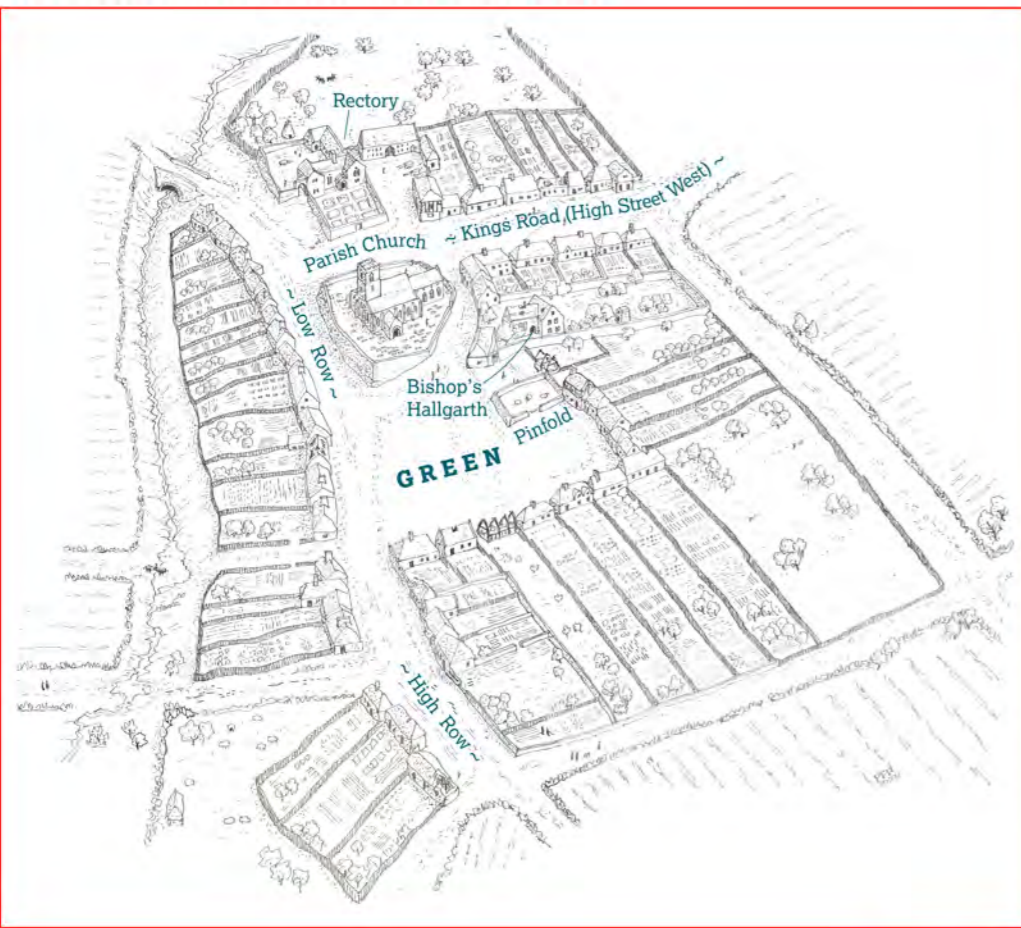 Rectory
~ Kings Road (High Street West) ~
Parish Church
~ Low Row ~
Bishop's
Hallgarth
Pinfold
GREEN
~ High Row ~